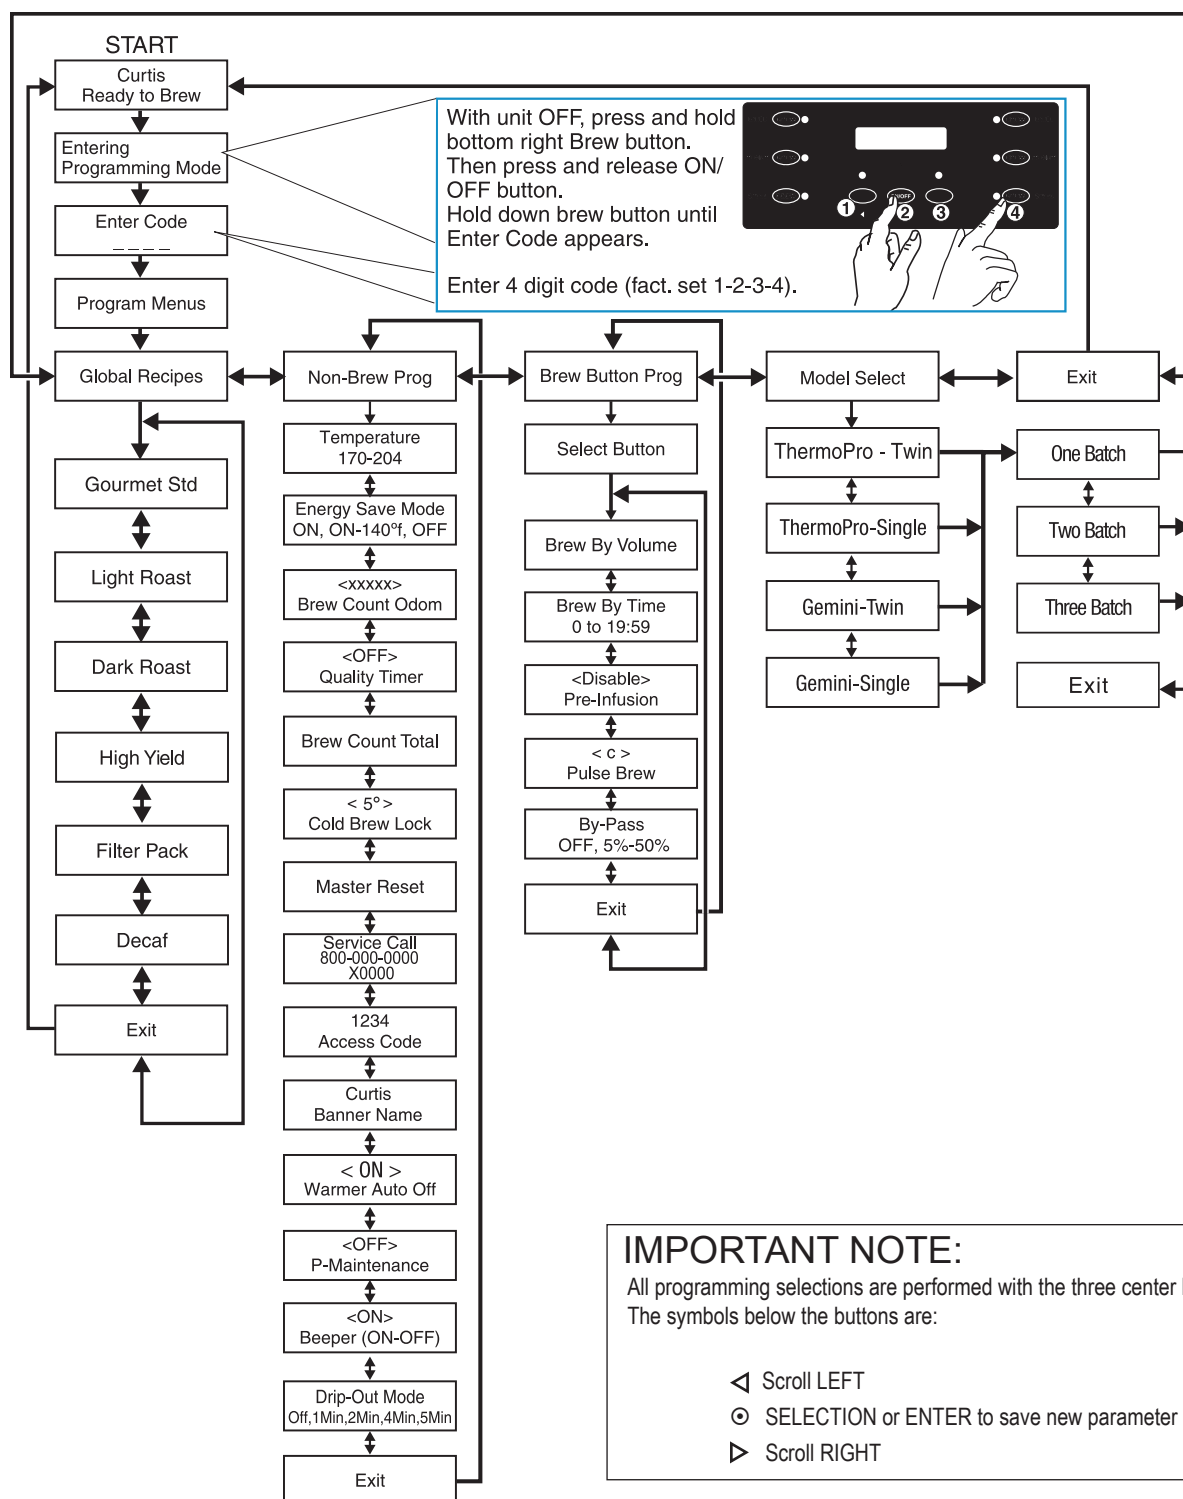 START
Curtis
Ready to Brew
Entering
Programming Mode
Enter Code
_ _ _ _
Program Menus
With unit OFF, press and hold
bottom right Brew button.
Then press and release ON/
OFF button.
Hold down brew button until
Enter Code appears.
Enter 4 digit code (fact. set 1-2-3-4).
ON/OFF
1
2
3
4
Global Recipes
Gourmet Std
Light Roast
Dark Roast
High Yield
Filter Pack
Decaf
Exit
Non-Brew Prog
Temperature
170-204
Energy Save Mode
ON, ON-140°f, OFF
<xxxxx>
Brew Count Odom
<OFF>
Quality Timer
Brew Count Total
< 5° >
Cold Brew Lock
Master Reset
Service Call
800-000-0000
X0000
1234
Access Code
Curtis
Banner Name
< ON >
Warmer Auto Off
<OFF>
P-Maintenance
<ON>
Beeper (ON-OFF)
Drip-Out Mode
Off,1Min,2Min,4Min,5Min
Exit
Brew Button Prog
Select Button
Brew By Volume
Brew By Time
0 to 19:59
<Disable>
Pre-Infusion
< c >
Pulse Brew
By-Pass
OFF, 5%-50%
Exit
Model Select
ThermoPro - Twin
ThermoPro-Single
Gemini-Twin
Gemini-Single
Exit
One Batch
Two Batch
Three Batch
Exit
IMPORTANT NOTE:
All programming selections are performed with the three center
The symbols below the buttons are:
Scroll LEFT
SELECTION or ENTER to save new parameter
Scroll RIGHT